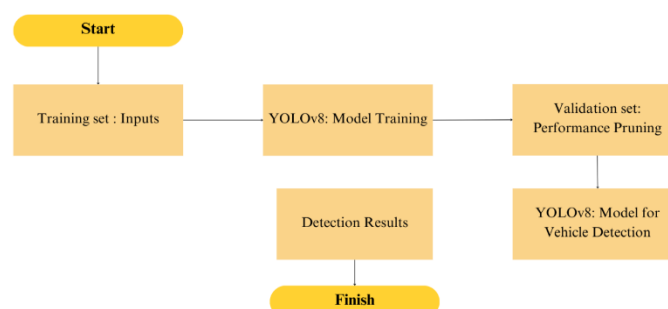 Start
Training set : Inputs
YOLOv8: Model Training
Validation set:
Performance Pruning
Detection Results
YOLOv8: Model for
Vehicle Detection
Finish